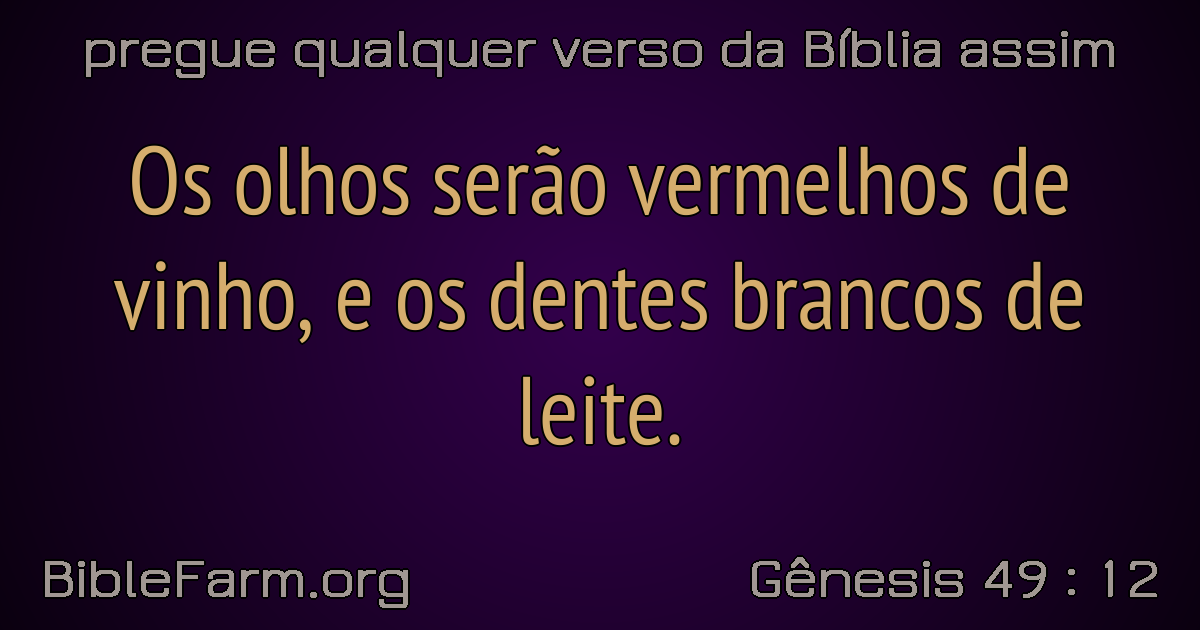 pregue qualquer verso da Bíblia assim
Os olhos serão vermelhos de
vinho, e os dentes brancos de
leite.
BibleFarm.org
Gênesis 49 : 12